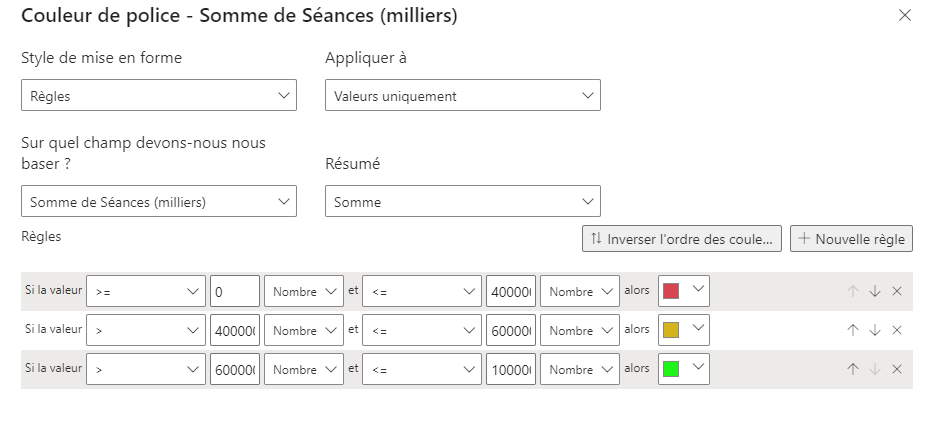 Couleur de police - Somme de Séances (milliers)
Style de mise en forme
Appliquer à
Règles
Valeurs uniquement
Sur quel champ devons-nous nous
baser ?
Résumé
Somme de Séances (milliers)
Somme
Règles
Inverser l'ordre des coule...
Nouvelle règle
Si la valeur >= 0 Nombre et <= 40000 Nombre alors
Si la valeur > 40000 Nombre et <= 60000 Nombre alors
Si la valeur > 60000 Nombre et <= 10000 Nombre alors